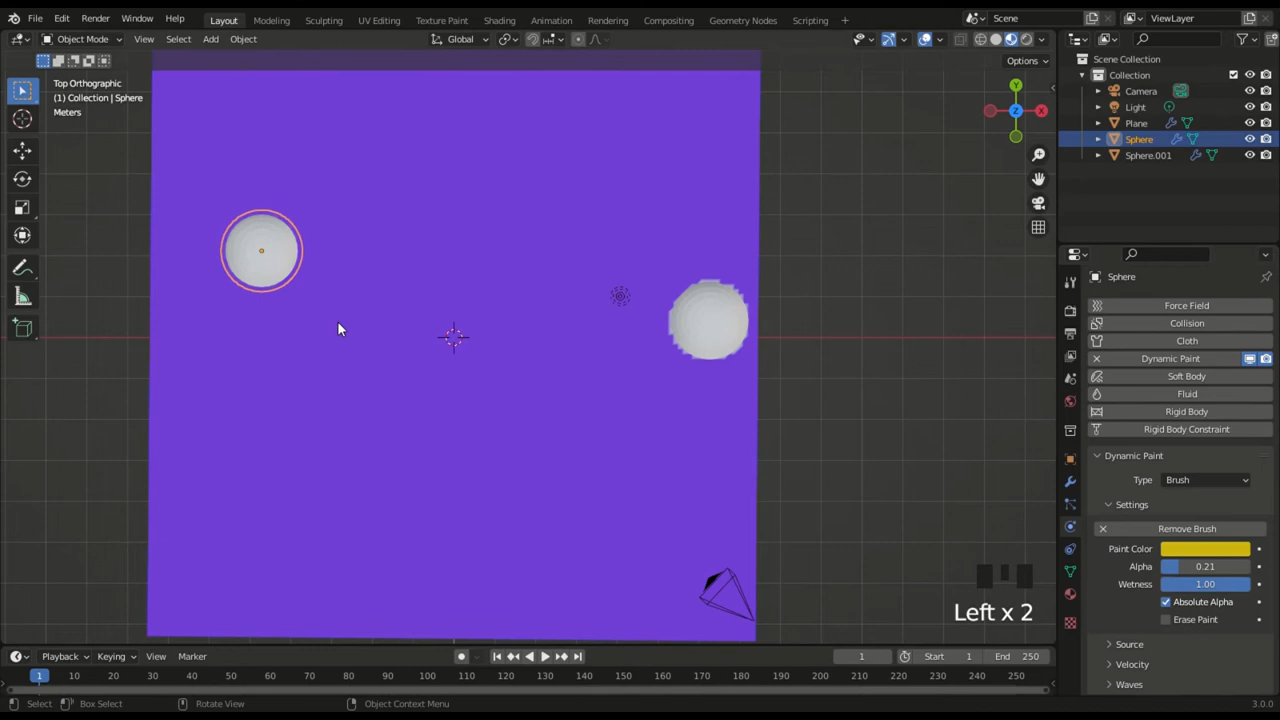 File Edit Render Window Help Layout Modeling Sculpting UV Editing Texture Paint Shading Animation Rendering Compositing Geometry Nodes Scripting + Scene ViewLayer
Object Mode View Select Add Object Global
Options
Top Orthographic
(1) Collection | Sphere
Meters
Y
Z
X
Scene Collection
Collection
Camera
Light
Plane
Sphere
Sphere.001
Sphere
Force Field
Collision
Cloth
Dynamic Paint
Soft Body
Fluid
Rigid Body
Rigid Body Constraint
Dynamic Paint
Type Brush
Settings
Remove Brush
Paint Color
Alpha 0.21
Wetness 1.00
Absolute Alpha
Erase Paint
Source
Velocity
Waves
Left x 2
Playback Keying View Marker 1 Start 1 End 250
1 10 20 30 40 50 60 70 80 90 100 110 120 130 140 150 160 170 180 190 200 210 220 230 240 250
Select Box Select Rotate View Object Context Menu 3.0.0